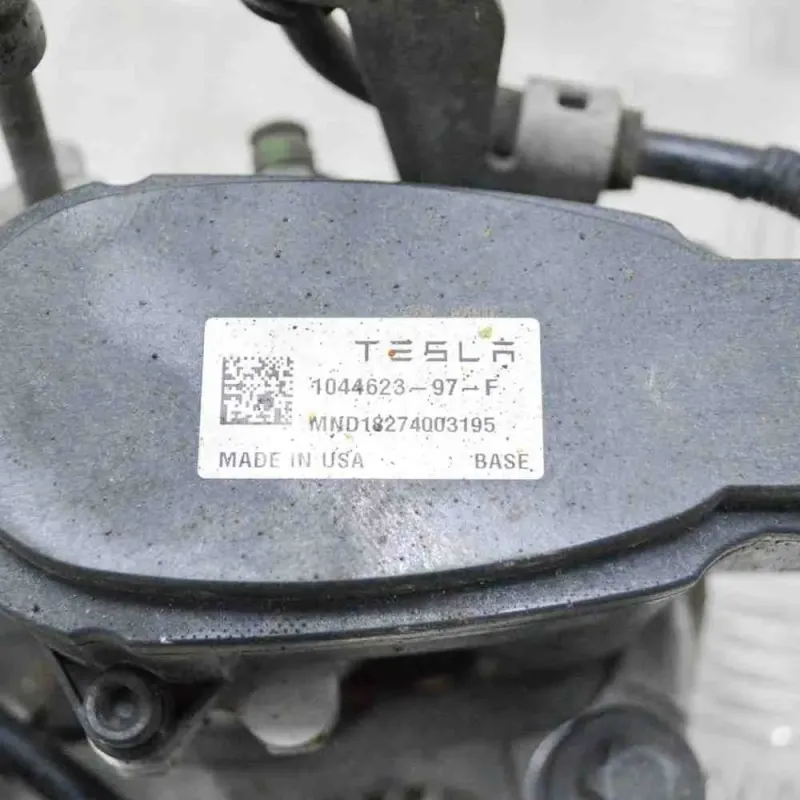 TESLA
1044623-97-F
MND18274003195
MADE IN USA BASE